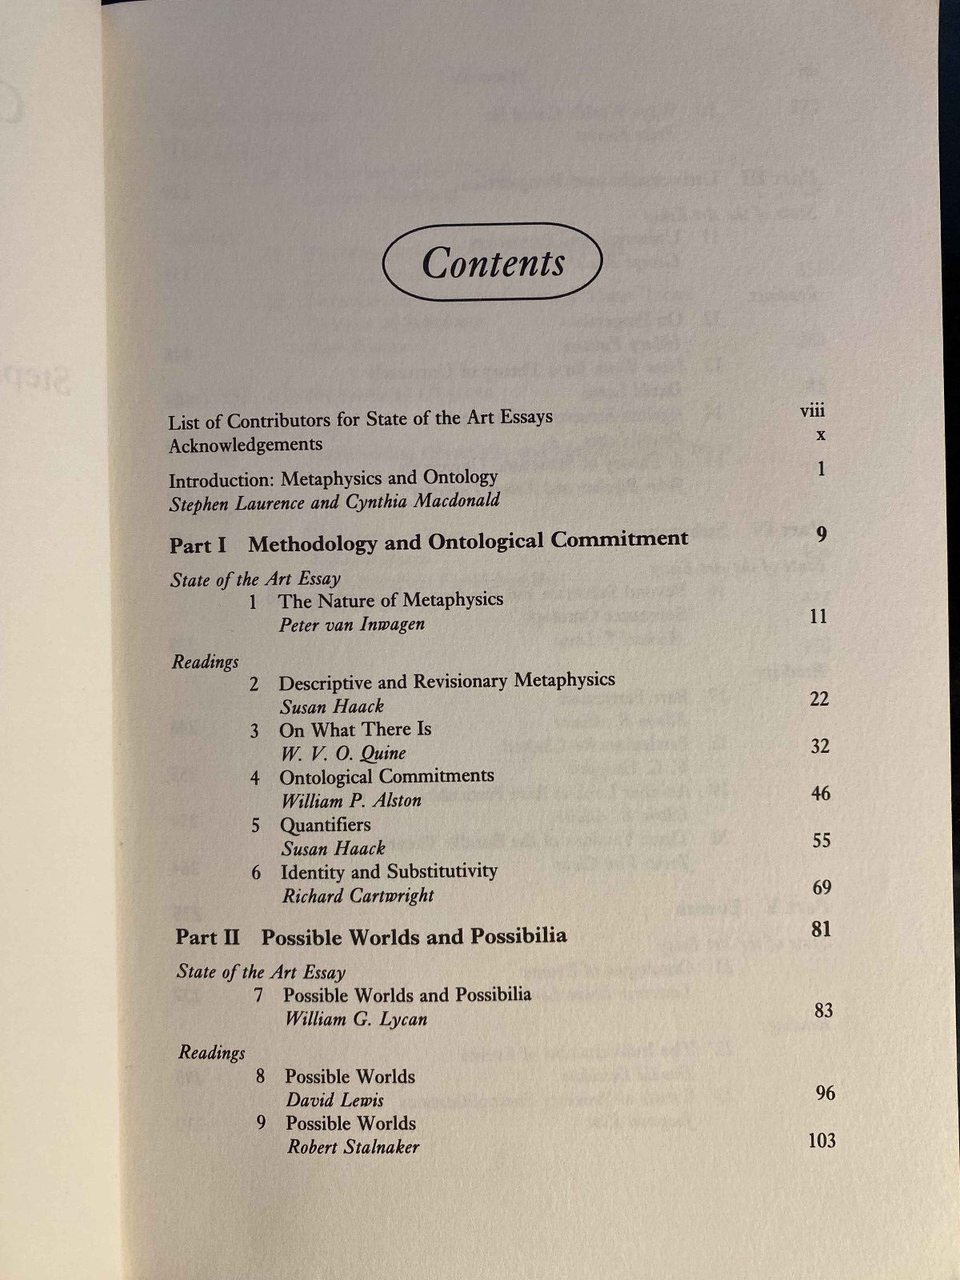 Contents
List of Contributors for State of the Art Essays viii
Acknowledgements x
Introduction: Metaphysics and Ontology 1
Stephen Laurence and Cynthia Macdonald
Part I Methodology and Ontological Commitment 9
State of the Art Essay
1 The Nature of Metaphysics 11
Peter van Inwagen
Readings
2 Descriptive and Revisionary Metaphysics 22
Susan Haack
3 On What There Is 32
W. V. O. Quine
4 Ontological Commitments 46
William P. Alston
5 Quantifiers 55
Susan Haack
6 Identity and Substitutivity 69
Richard Cartwright
Part II Possible Worlds and Possibilia 81
State of the Art Essay
7 Possible Worlds and Possibilia 83
William G. Lycan
Readings
8 Possible Worlds 96
David Lewis
9 Possible Worlds 103
Robert Stalnaker